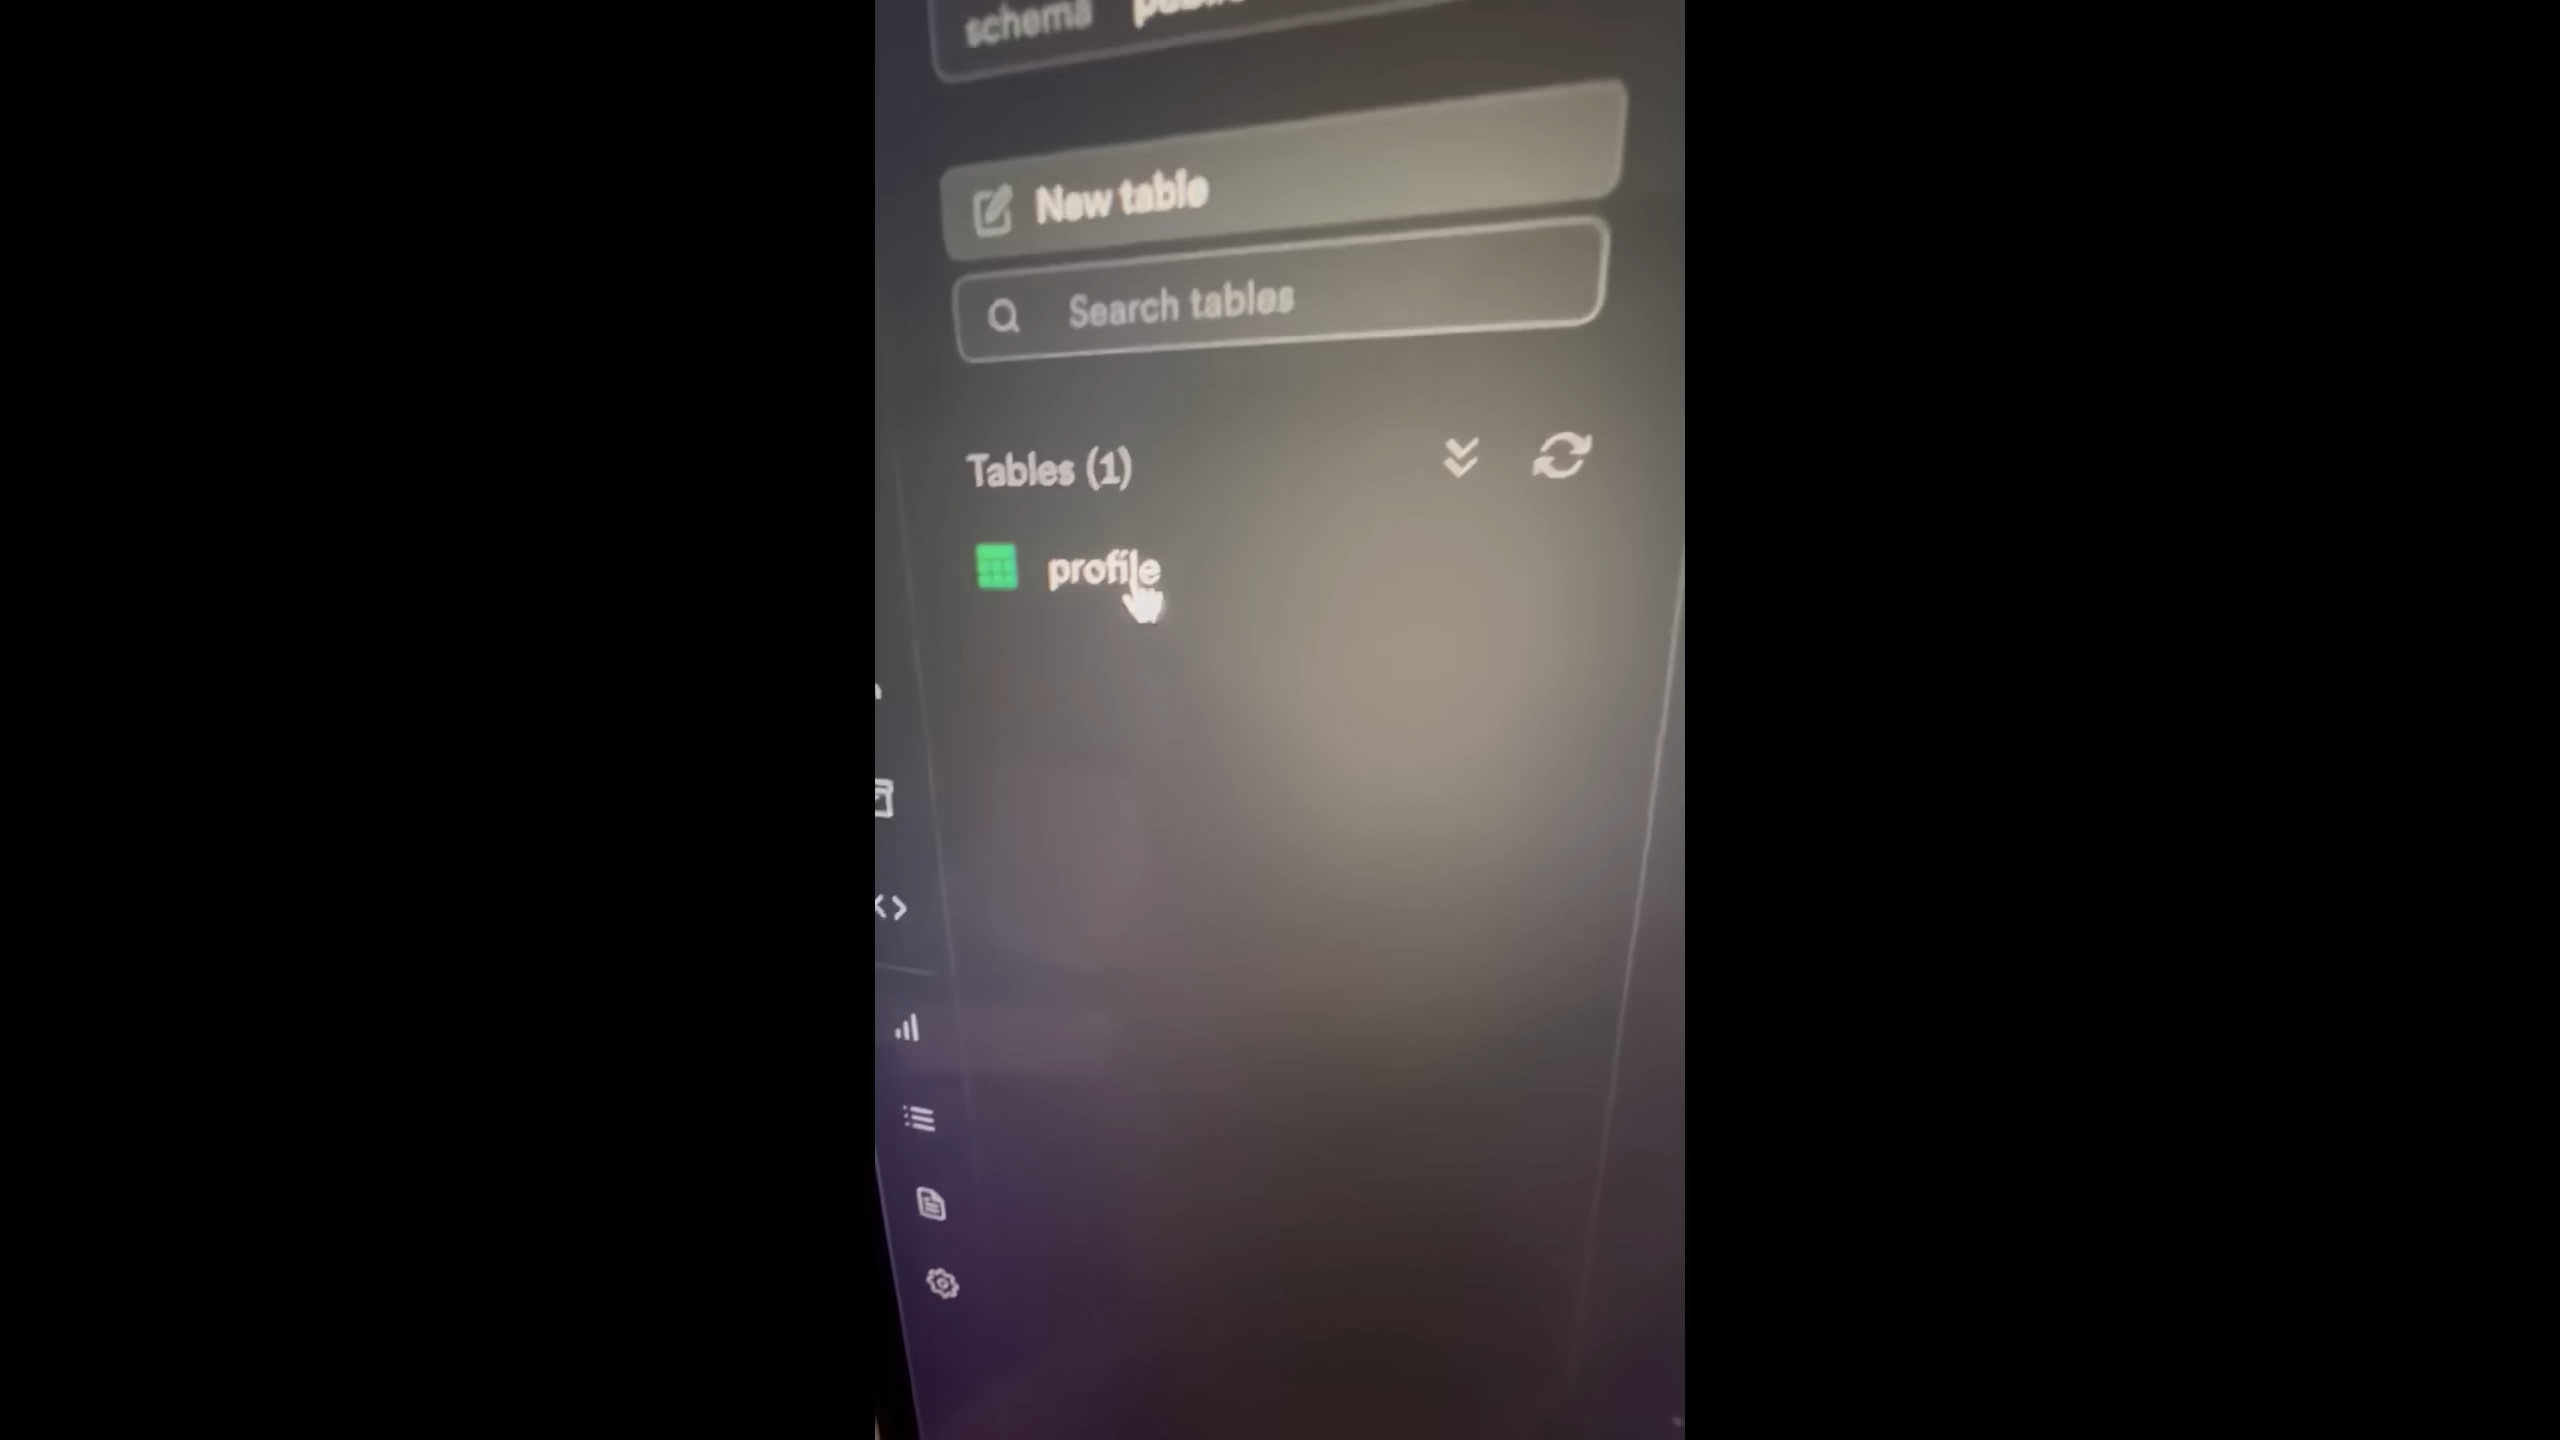 schema
New table
Search tables
Tables (1)
profile